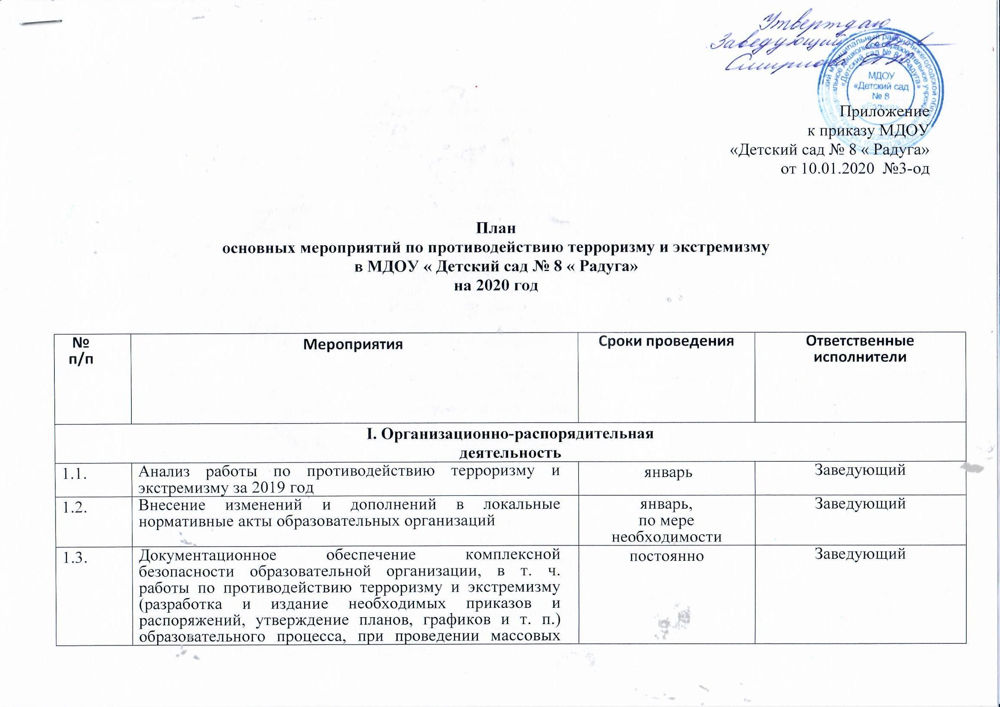 Утверждаю
Заведующий
Смирнова
МДОУ
«Детский сад
№ 8
«Радуга»
Приложение
к приказу МДОУ
«Детский сад № 8 « Радуга»
от 10.01.2020 №3-од
План
основных мероприятий по противодействию терроризму и экстремизму
в МДОУ « Детский сад № 8 « Радуга»
на 2020 год
№
п/п
Мероприятия
Сроки проведения
Ответственные
исполнители
I. Организационно-распорядительная
деятельность
1.1.
Анализ работы по противодействию терроризму и
экстремизму за 2019 год
январь
Заведующий
1.2.
Внесение изменений и дополнений в локальные
нормативные акты образовательных организаций
январь,
по мере
необходимости
Заведующий
1.3.
Документационное обеспечение комплексной
безопасности образовательной организации, в т. ч.
работы по противодействию терроризму и экстремизму
(разработка и издание необходимых приказов и
распоряжений, утверждение планов, графиков и т. п.)
образовательного процесса, при проведении массовых
постоянно
Заведующий